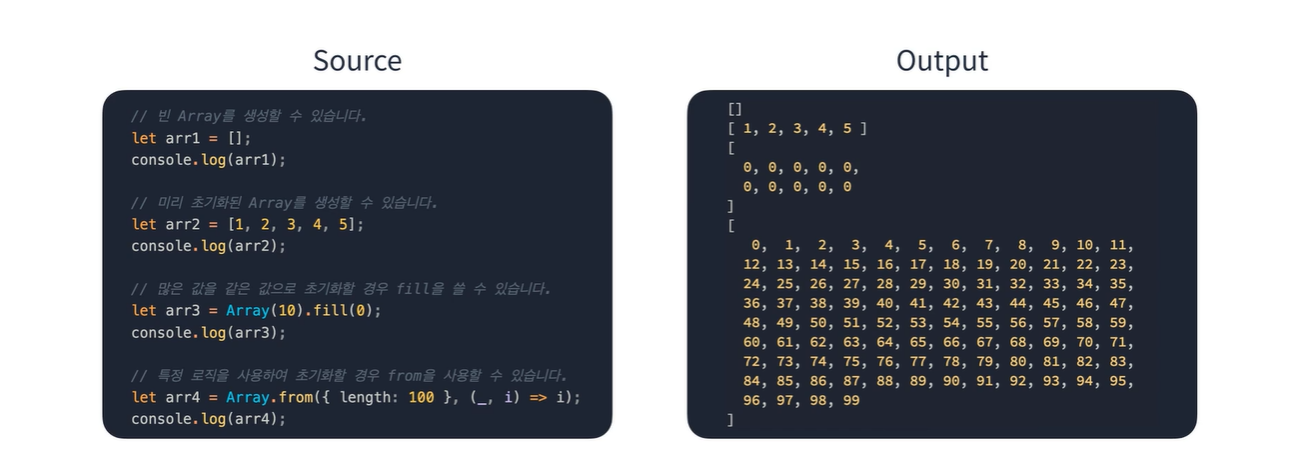 Source
// 빈 Array를 생성할 수 있습니다.
let arr1 = [];
console.log(arr1);
// 미리 초기화된 Array를 생성할 수 있습니다.
let arr2 = [1, 2, 3, 4, 5];
console.log(arr2);
// 많은 값을 같은 값으로 초기화할 경우 fill을 쓸 수 있습니다.
let arr3 = Array(10).fill(0);
console.log(arr3);
// 특정 로직을 사용하여 초기화할 경우 from을 사용할 수 있습니다.
let arr4 = Array.from({ length: 100 }, (_, i) => i);
console.log(arr4);
Output
[]
[ 1, 2, 3, 4, 5 ]
[
0, 0, 0, 0, 0,
0, 0, 0, 0, 0
]
[
0, 1, 2, 3, 4, 5, 6, 7, 8, 9, 10, 11,
12, 13, 14, 15, 16, 17, 18, 19, 20, 21, 22, 23,
24, 25, 26, 27, 28, 29, 30, 31, 32, 33, 34, 35,
36, 37, 38, 39, 40, 41, 42, 43, 44, 45, 46, 47,
48, 49, 50, 51, 52, 53, 54, 55, 56, 57, 58, 59,
60, 61, 62, 63, 64, 65, 66, 67, 68, 69, 70, 71,
72, 73, 74, 75, 76, 77, 78, 79, 80, 81, 82, 83,
84, 85, 86, 87, 88, 89, 90, 91, 92, 93, 94, 95,
96, 97, 98, 99
]